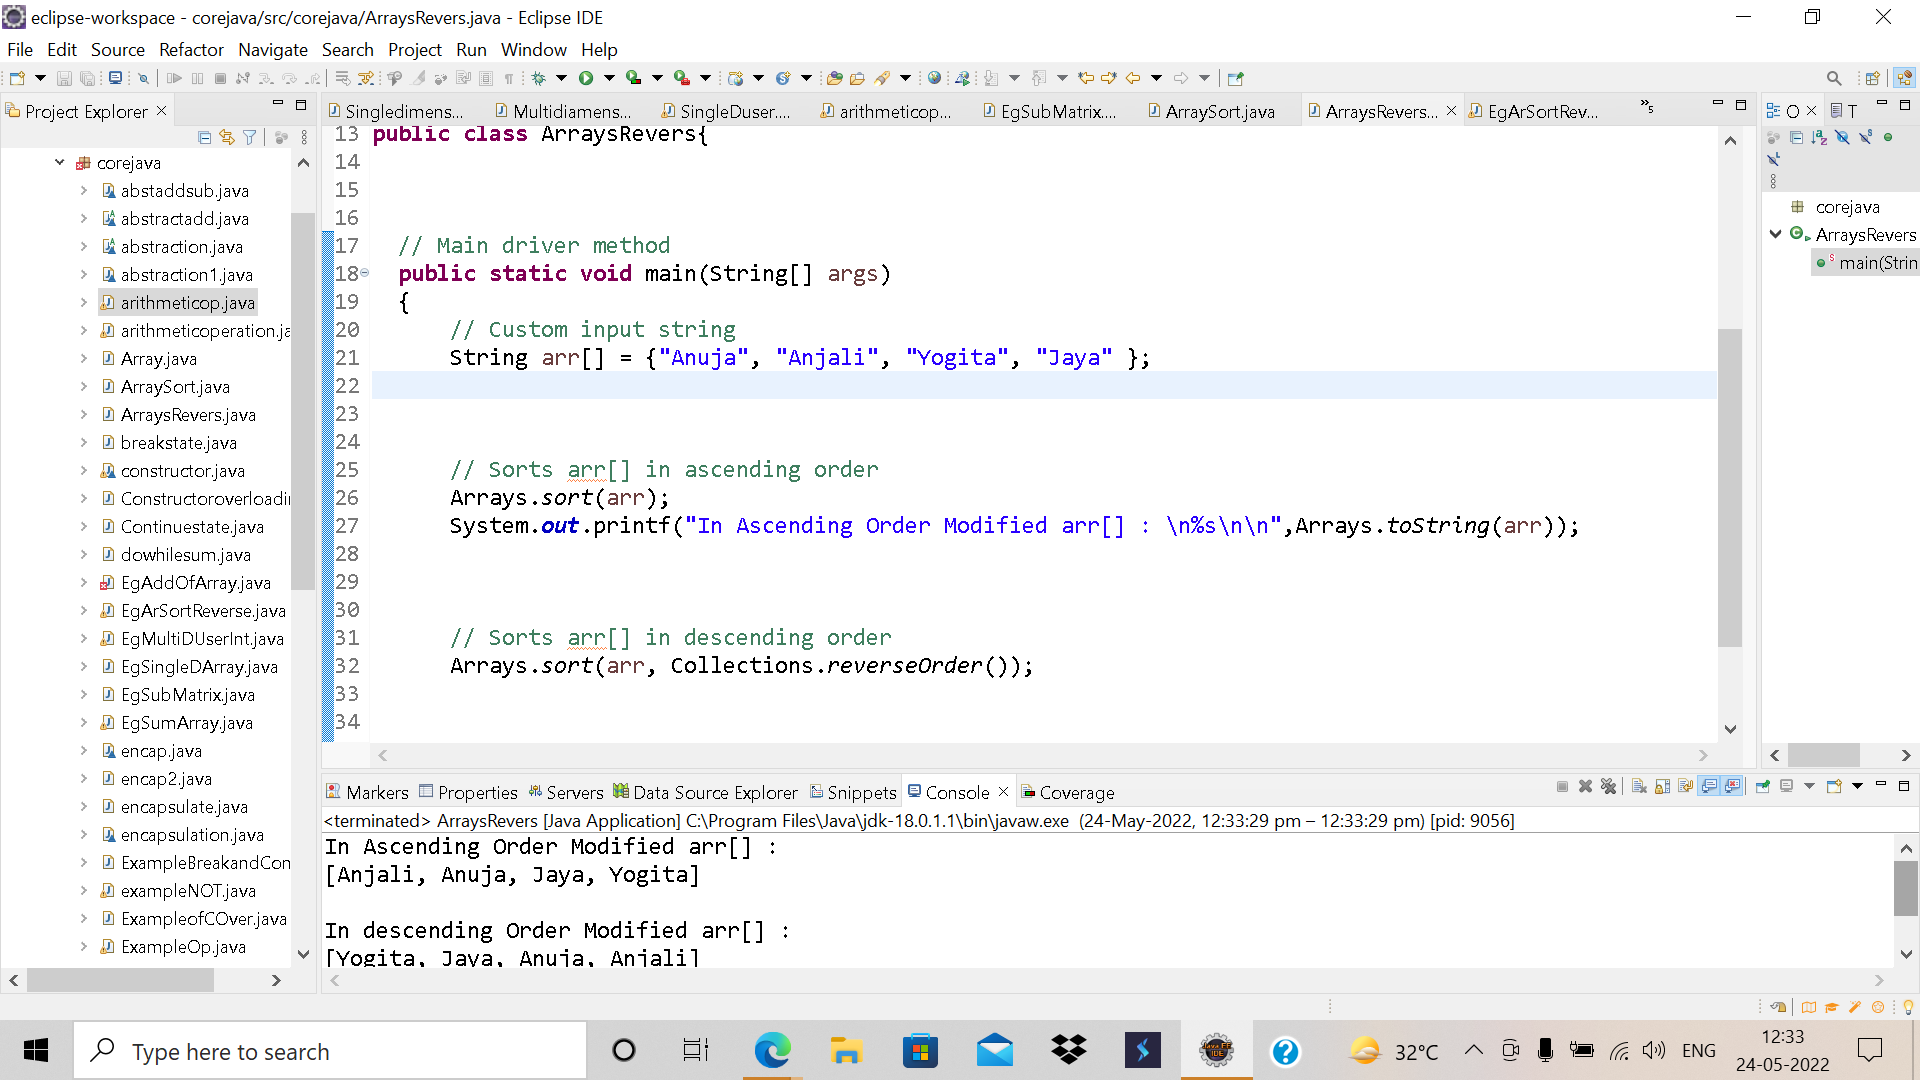 eclipse-workspace - corejava/src/corejava/ArraysRevers.java - Eclipse IDE
File Edit Source Refactor Navigate Search Project Run Window Help
Project Explorer
corejava
abstaddsub.java
abstractadd.java
abstraction.java
abstraction1.java
arithmeticop.java
arithmeticoperation.ja
Array.java
ArraySort.java
ArraysRevers.java
breakstate.java
constructor.java
Constructoroverloadi
Continuestate.java
dowhilesum.java
EgAddOfArray.java
EgArSortReverse.java
EgMultiDUserInt.java
EgSingleDArray.java
EgSubMatrix.java
EgSumArray.java
encap.java
encap2.java
encapsulate.java
encapsulation.java
ExampleBreakandCon
exampleNOT.java
ExampleofCOver.java
ExampleOp.java
Singledimens... Multidiamens... SingleDuser.... arithmeticop... EgSubMatrix.... ArraySort.java ArraysRevers... EgArSortRev... »5
13 public class ArraysRevers{
14
15
16
17 // Main driver method
18 public static void main(String[] args)
19 {
20 // Custom input string
21 String arr[] = {"Anuja", "Anjali", "Yogita", "Jaya" };
22
23
24
25 // Sorts arr[] in ascending order
26 Arrays.sort(arr);
27 System.out.printf("In Ascending Order Modified arr[] : \n%s\n\n",Arrays.toString(arr));
28
29
30
31 // Sorts arr[] in descending order
32 Arrays.sort(arr, Collections.reverseOrder());
33
34
O T
corejava
ArraysRevers
main(Strin
Markers Properties Servers Data Source Explorer Snippets Console Coverage
<terminated> ArraysRevers [Java Application] C:\Program Files\Java\jdk-18.0.1.1\bin\javaw.exe (24-May-2022, 12:33:29 pm – 12:33:29 pm) [pid: 9056]
In Ascending Order Modified arr[] :
[Anjali, Anuja, Jaya, Yogita]
In descending Order Modified arr[] :
[Yogita, Jaya, Anuja, Anjali]
Type here to search
Java EE
IDE
32°C
ENG
12:33
24-05-2022